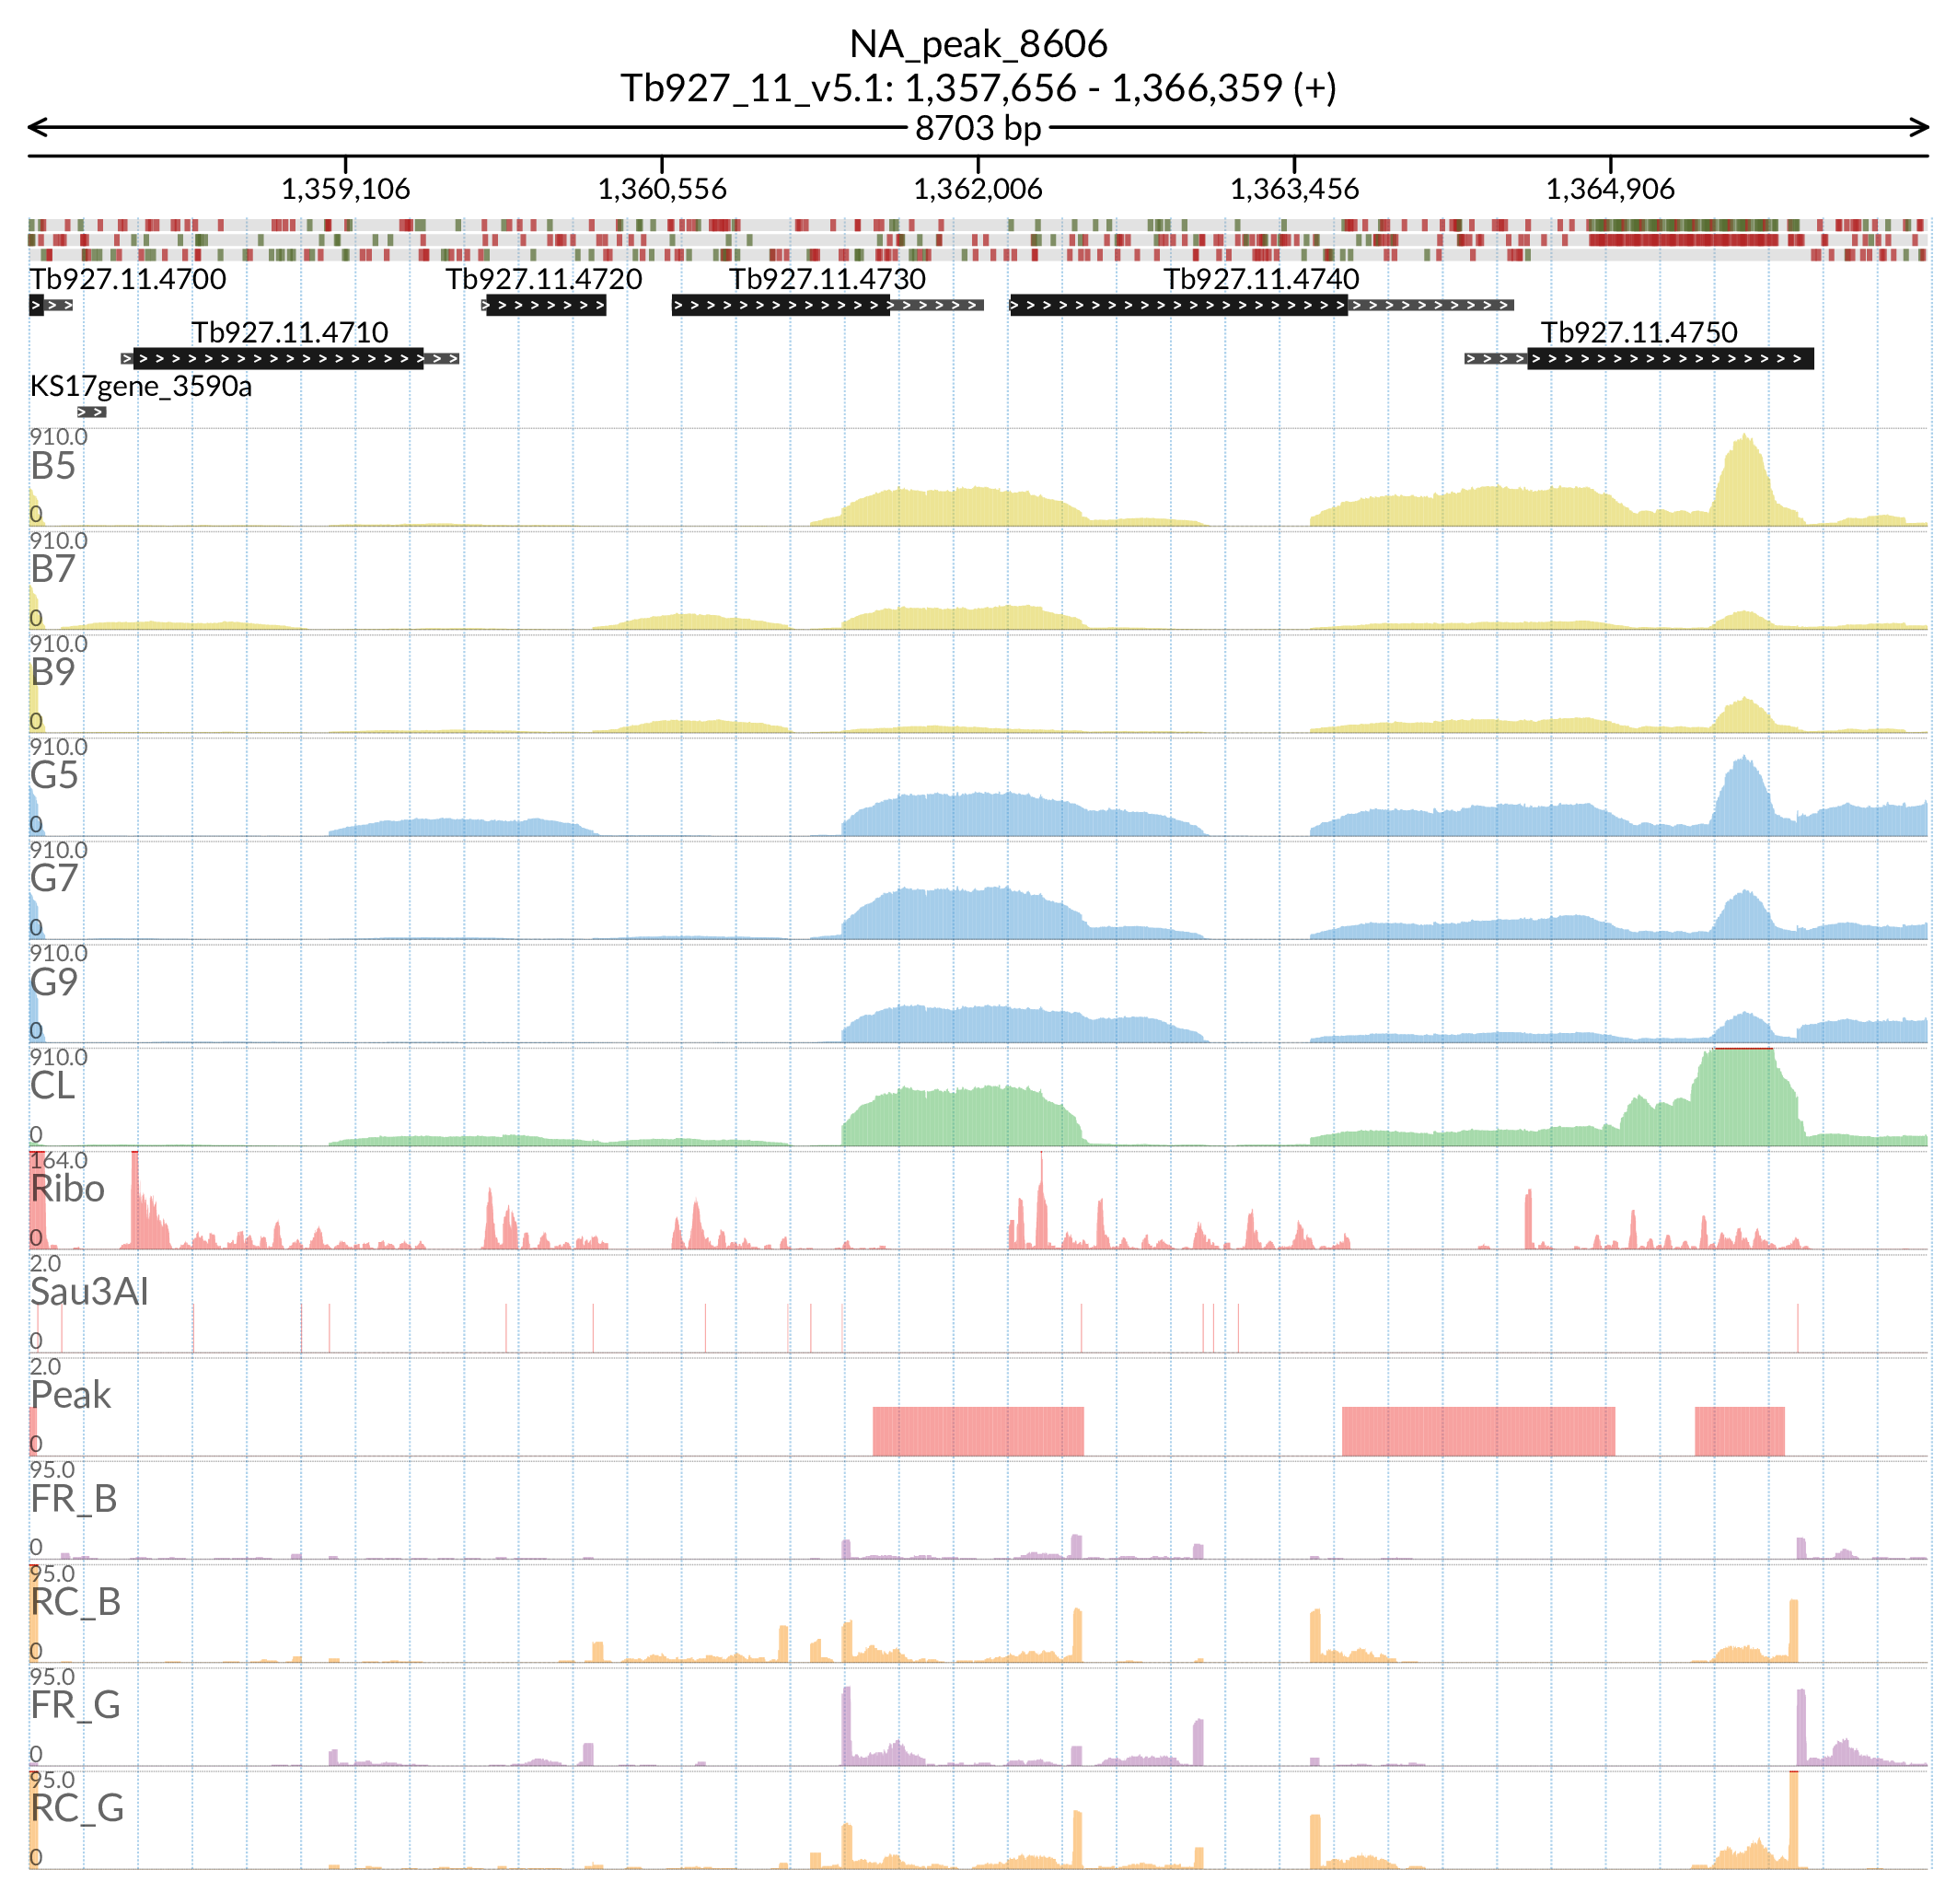 NA_peak_8606
Tb927_11_v5.1: 1,357,656 - 1,366,359 (+)
8703 bp
1,359,106 1,360,556 1,362,006 1,363,456 1,364,906
Tb927.11.4700 Tb927.11.4720 Tb927.11.4730 Tb927.11.4740
Tb927.11.4710 Tb927.11.4750
KS17gene_3590a
910.0
B5
0
910.0
B7
0
910.0
B9
0
910.0
G5
0
910.0
G7
0
910.0
G9
0
910.0
CL
0
164.0
Ribo
0
2.0
Sau3AI
0
2.0
Peak
0
95.0
FR_B
0
95.0
RC_B
0
95.0
FR_G
0
95.0
RC_G
0